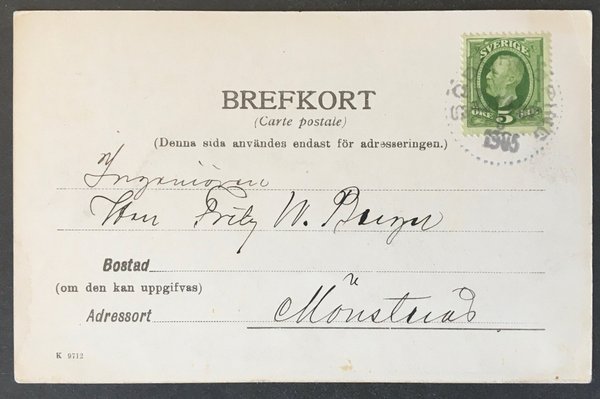 SVERIGE
ÖRE 5
1905
BREFKORT
(Carte postale)
(Denna sida användes endast för adresseringen.)
Ingeniören
Herr Fritz W. Berger
Bostad
(om den kan uppgifvas)
Adressort Mönsterås
K 9712